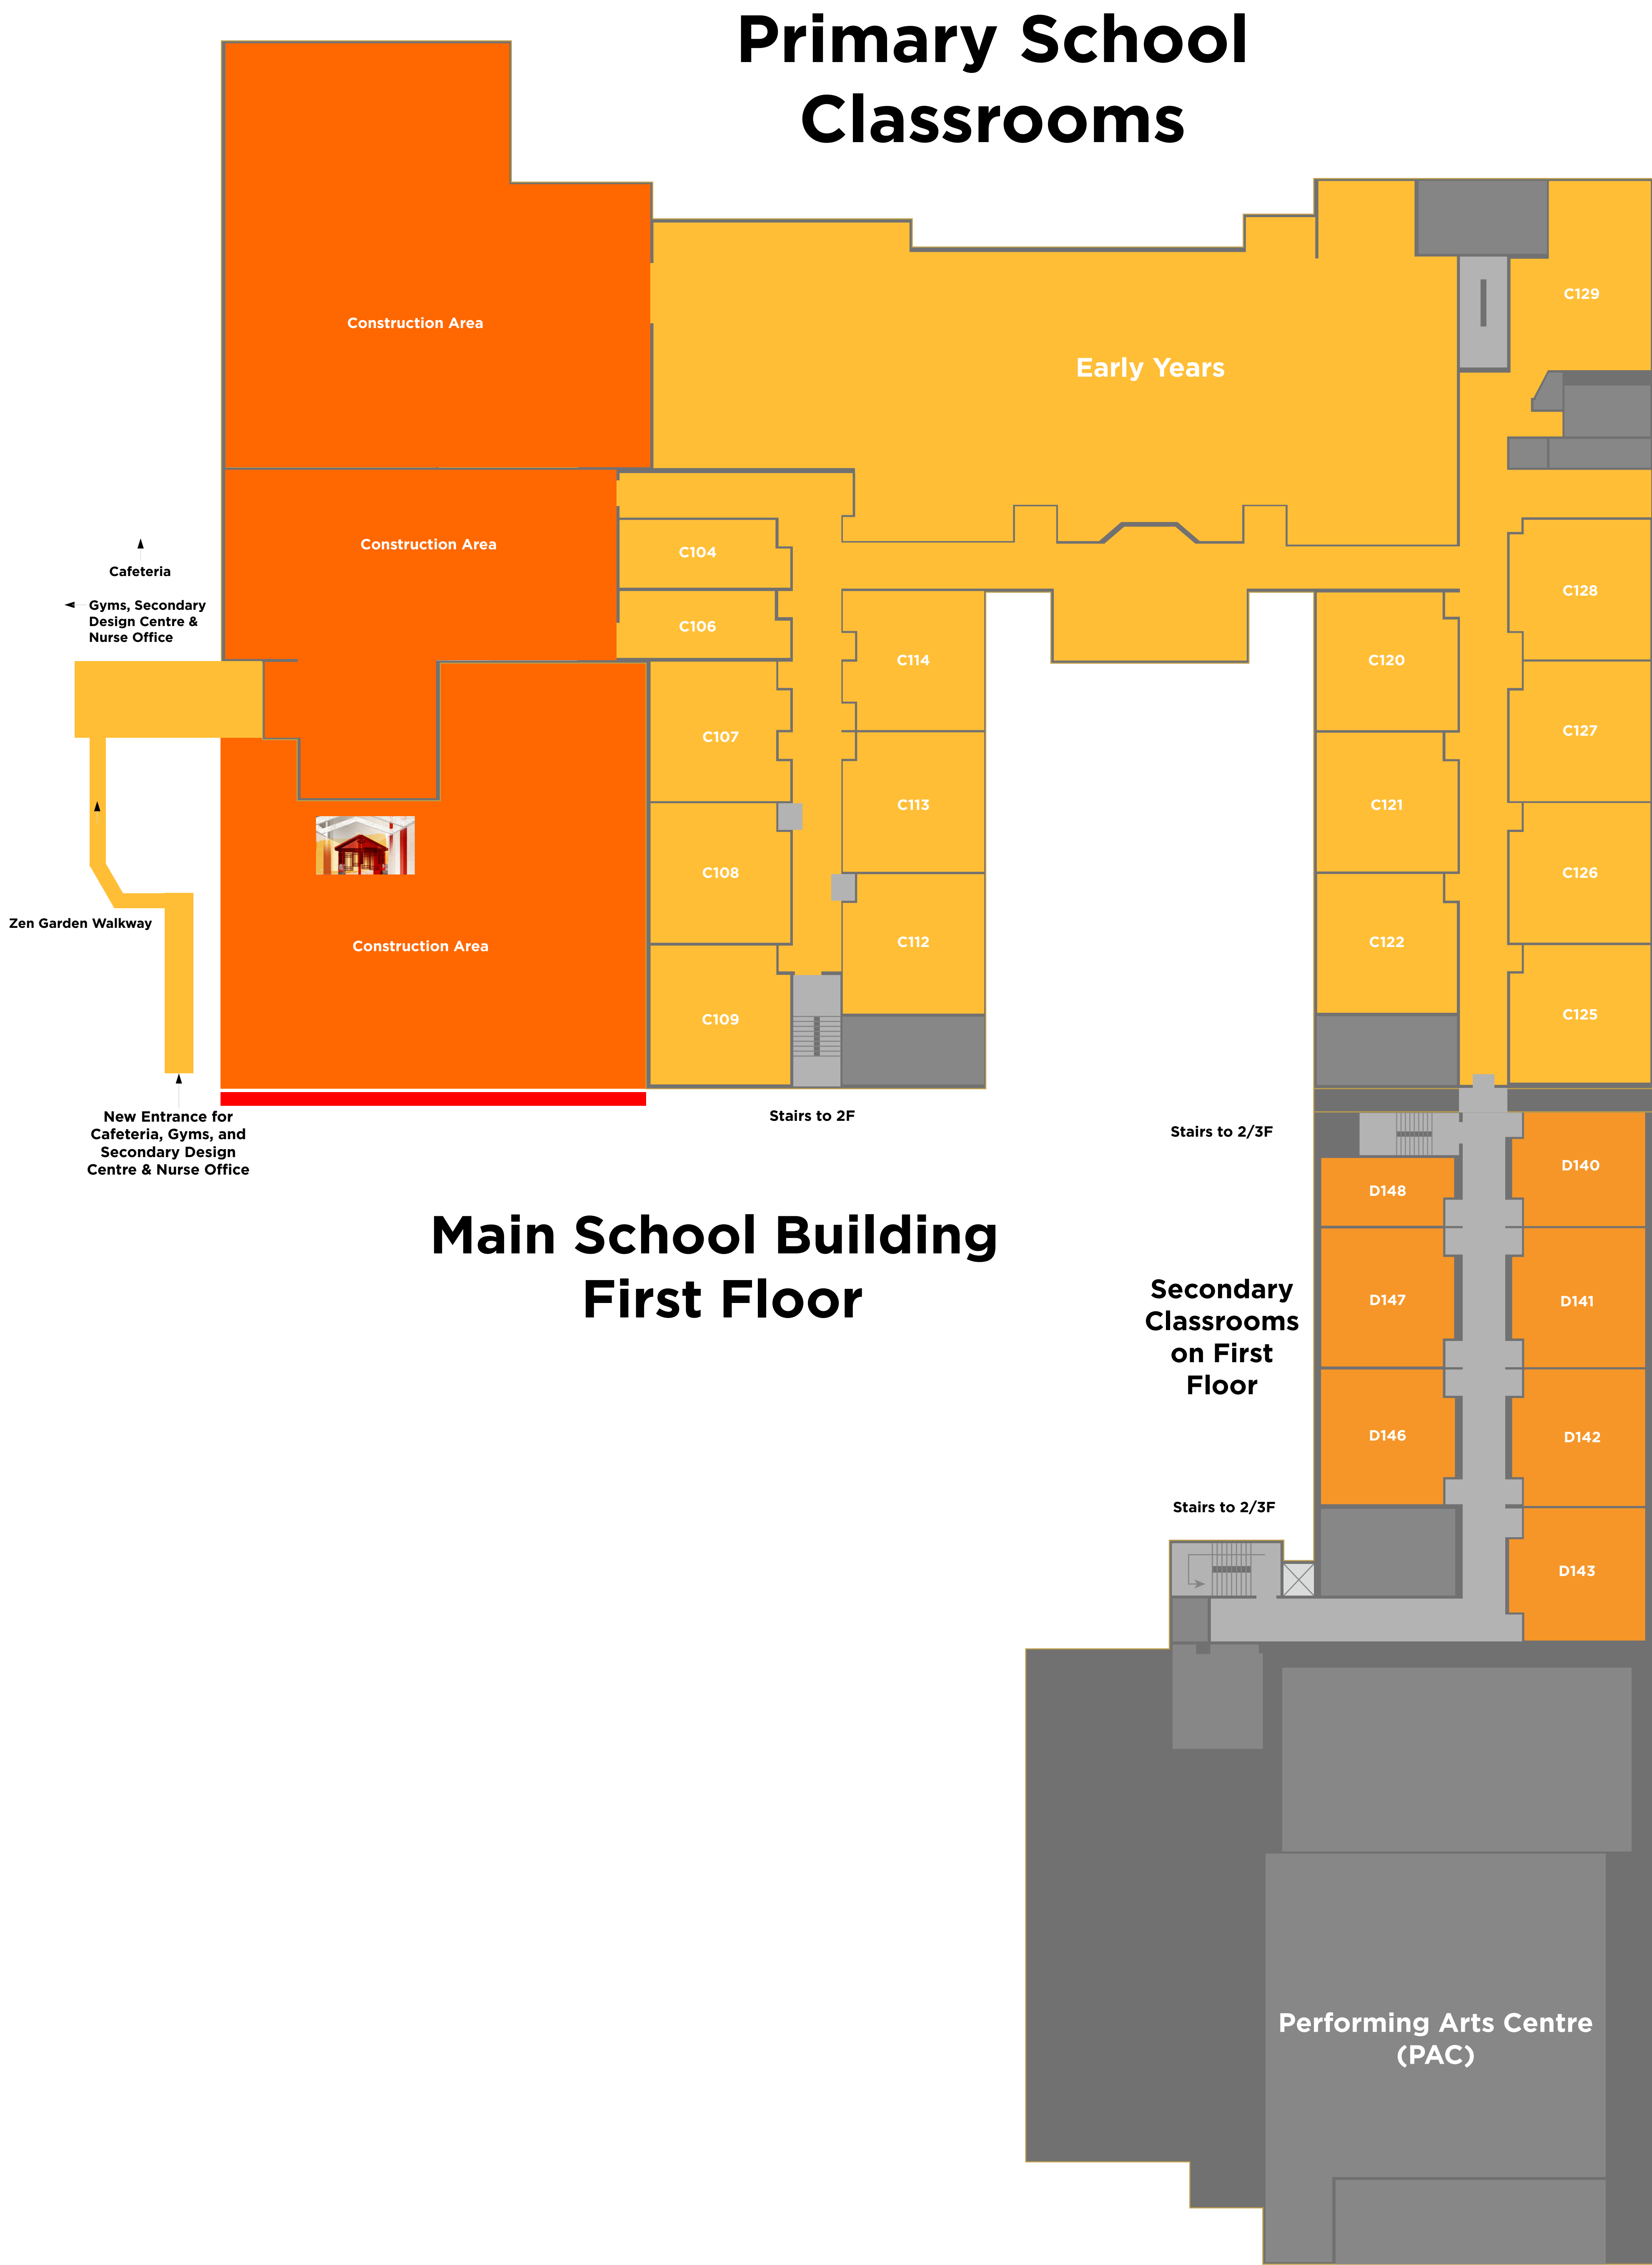 Primary School
Classrooms
Construction Area
Early Years
C129
Construction Area
Cafeteria
Gyms, Secondary
Design Centre &
Nurse Office
C104
C106
C107
C108
C109
C114
C113
C112
C120
C121
C122
C128
C127
C126
C125
Zen Garden Walkway
Construction Area
New Entrance for
Cafeteria, Gyms, and
Secondary Design
Centre & Nurse Office
Stairs to 2F
Stairs to 2/3F
Main School Building
First Floor
Secondary
Classrooms
on First
Floor
D148
D147
D146
D140
D141
D142
D143
Stairs to 2/3F
Performing Arts Centre
(PAC)